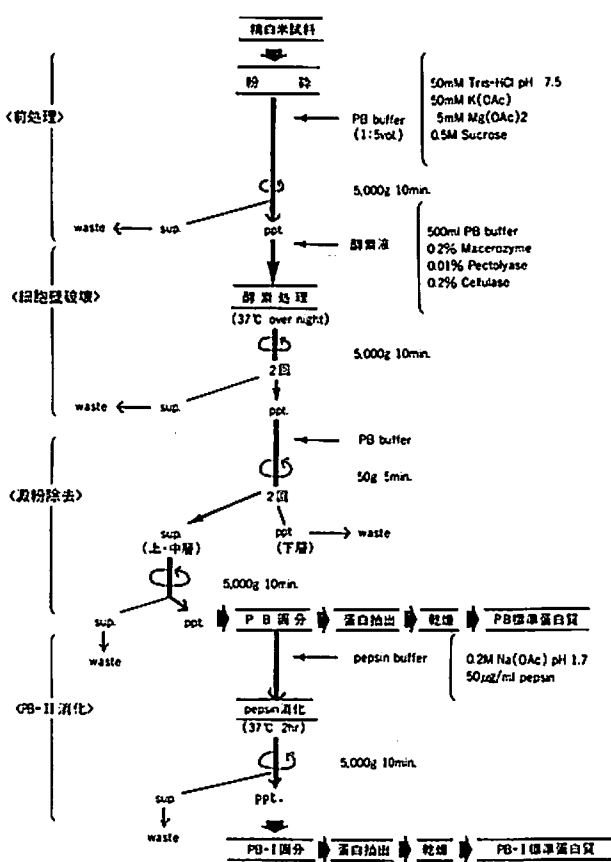 精白米試料
粉 砕
50mM Tris-HCl pH 7.5
50mM K(OAc)
5mM Mg(OAc)2
0.5M Sucrose
<前処理>
PB buffer
(1:5vol.)
5,000g 10min.
waste
sup.
ppt.
酵素液
500ml PB buffer
0.2% Macerozyme
0.01% Pectolyase
0.2% Cellulase
<細胞壁破壊>
酵素処理
(37℃ over night)
5,000g 10min.
2回
waste
sup.
ppt.
PB buffer
50g 5min.
<澱粉除去>
2回
sup.
(上・中層)
ppt
(下層)
waste
5,000g 10min.
sup.
ppt.
PB画分
蛋白抽出
乾燥
PB標準蛋白質
waste
pepsin buffer
0.2M Na(OAc) pH 1.7
50μg/ml pepsin
<PB-II消化>
pepsin消化
(37℃ 2hr)
5,000g 10min.
sup
ppt.
waste
PB-I画分
蛋白抽出
乾燥
PB-I標準蛋白質